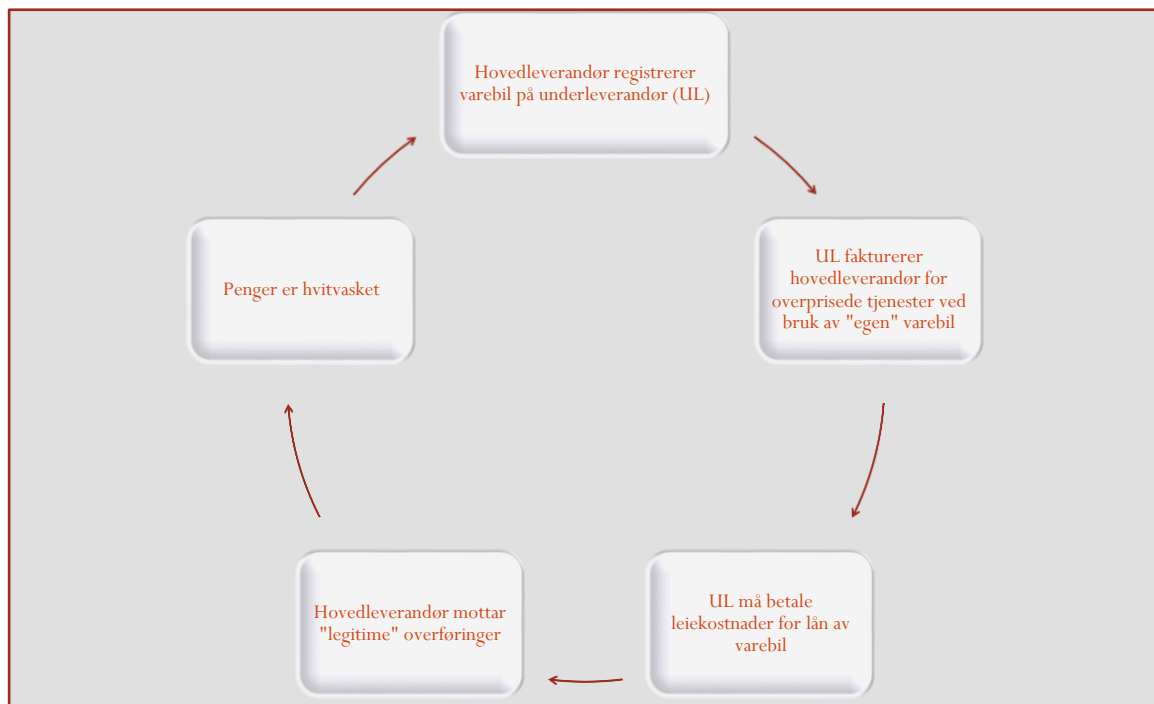 Hovedleverandør registrerer
varebil på underleverandør (UL)
UL fakturerer
hovedleverandør for
overprisede tjenester ved
bruk av "egen" varebil
UL må betale
leiekostnader for lån av
varebil
Hovedleverandør mottar
"legitime" overføringer
Penger er hvitvasket